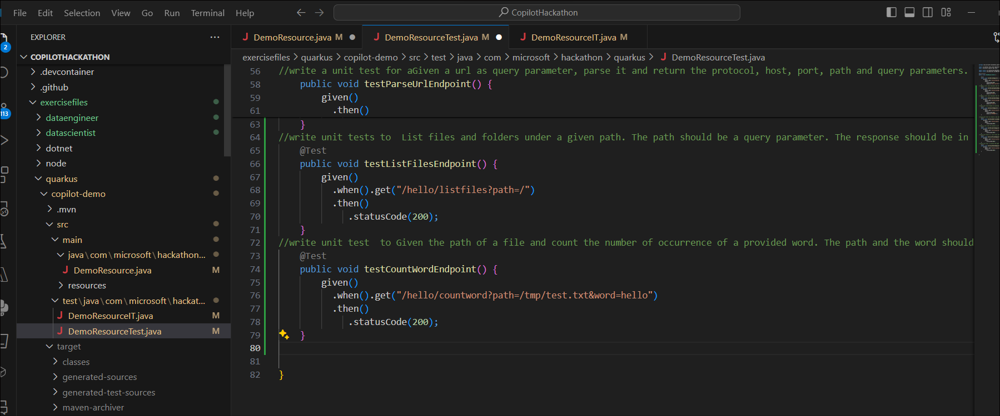 File Edit Selection View Go Run Terminal Help
CopilotHackathon
EXPLORER
2
COPILOTHACKATHON
.devcontainer
.github
exercisefiles
dataengineer
113
datascientist
dotnet
node
quarkus
copilot-demo
.mvn
src
main
java\com\microsoft\hackathon...
DemoResource.java M
resources
test\java\com\microsoft\hackat...
DemoResourceIT.java M
DemoResourceTest.java M
target
classes
generated-sources
generated-test-sources
maven-archiver
DemoResource.java M
DemoResourceTest.java M
DemoResourceIT.java M
exercisefiles > quarkus > copilot-demo > src > test > java > com > microsoft > hackathon > quarkus > DemoResourceTest.java
56 //write a unit test for aGiven a url as query parameter, parse it and return the protocol, host, port, path and query parameters.
58 public void testParseUrlEndpoint() {
59 given()
61 .then()
63 }
64 //write unit tests to  List files and folders under a given path. The path should be a query parameter. The response should be in
65 @Test
66 public void testListFilesEndpoint() {
67 given()
68 .when().get("/hello/listfiles?path=/")
69 .then()
70 .statusCode(200);
71 }
72 //write unit test  to Given the path of a file and count the number of occurrence of a provided word. The path and the word should
73 @Test
74 public void testCountWordEndpoint() {
75 given()
76 .when().get("/hello/countword?path=/tmp/test.txt&word=hello")
77 .then()
78 .statusCode(200);
79 }
80
81
82 }